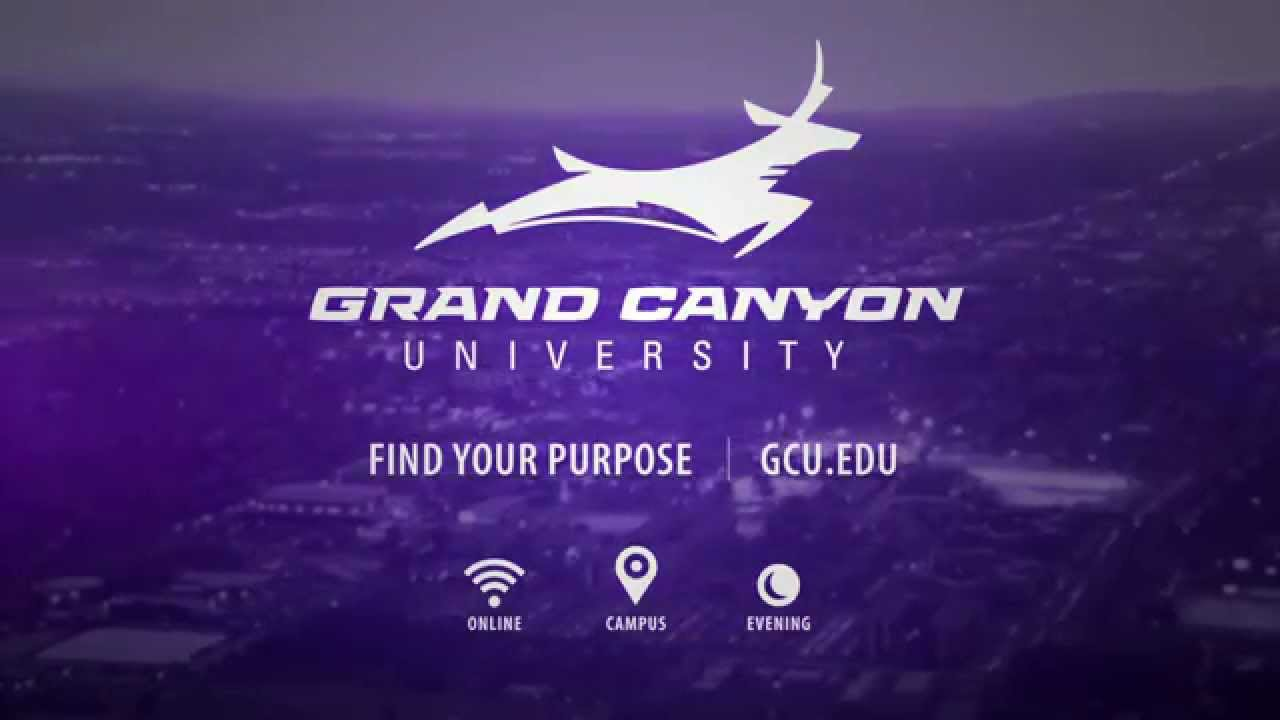 GRAND CANYON
UNIVERSITY
FIND YOUR PURPOSE | GCU.EDU
ONLINE CAMPUS EVENING